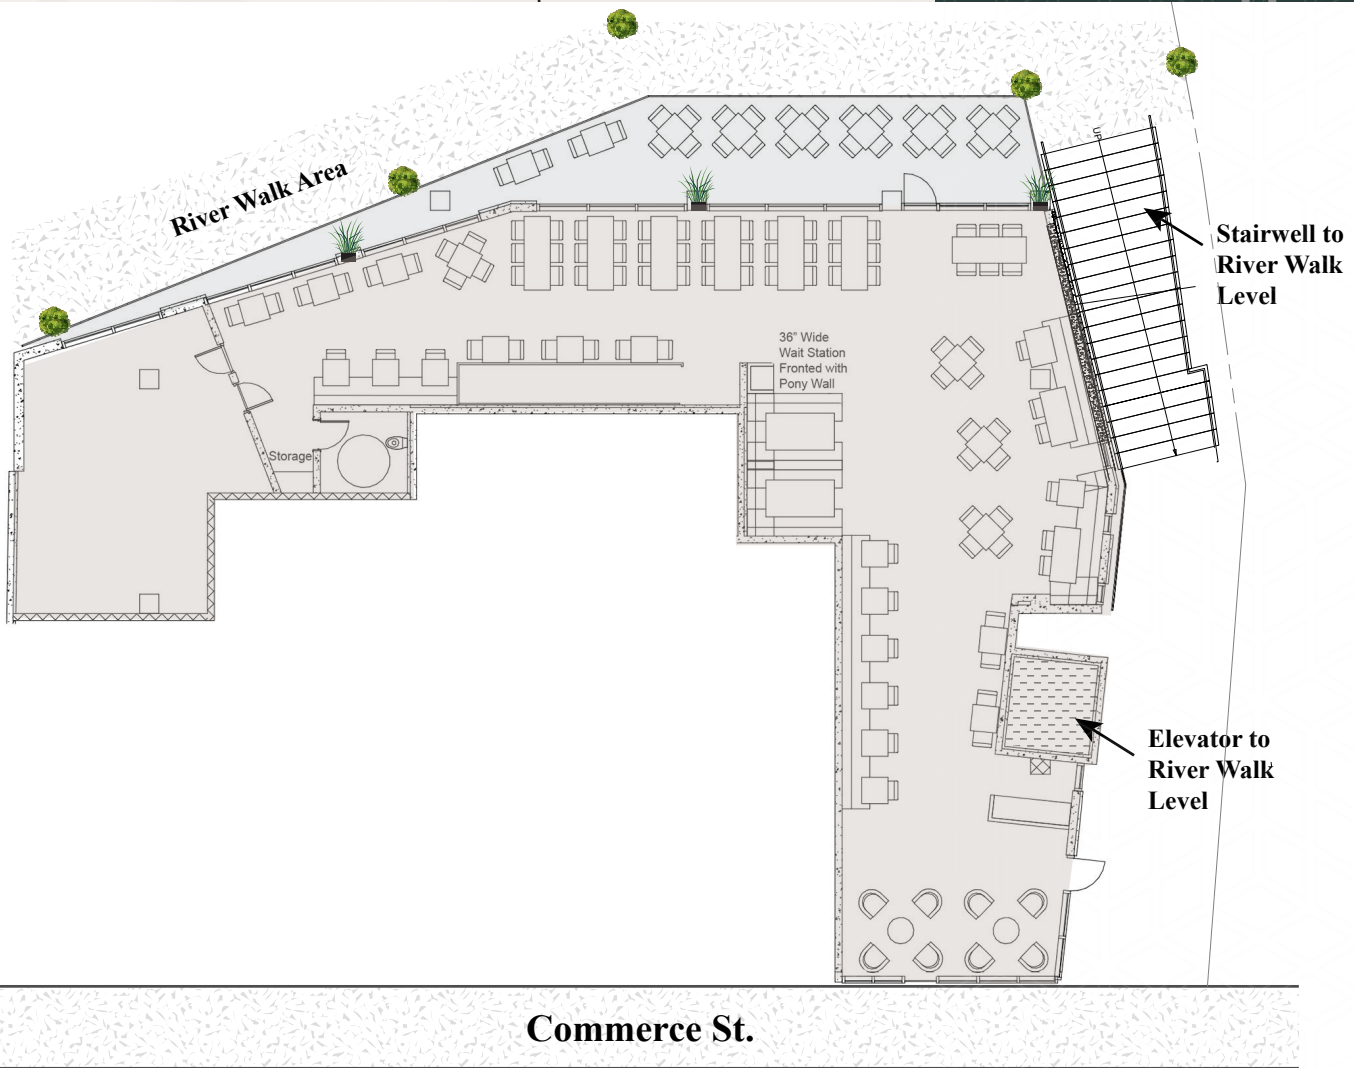 UP
River Walk Area
Stairwell to
River Walk
Level
36" Wide
Wait Station
Fronted with
Pony Wall
Storage
Elevator to
River Walk
Level
Commerce St.